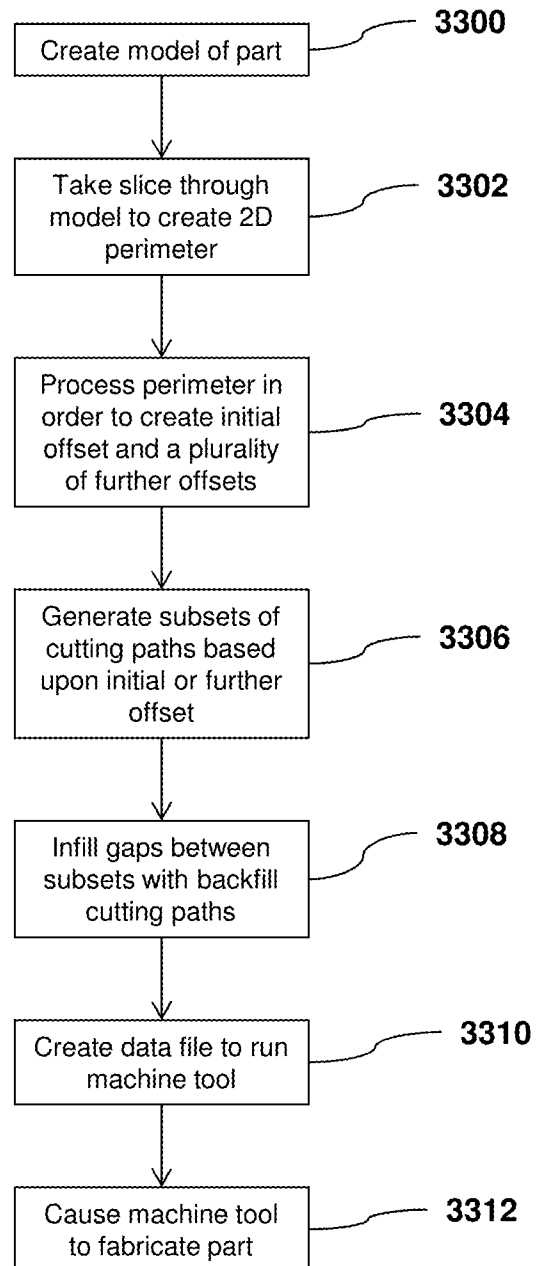 3300
Create model of part
Take slice through
model to create 2D
perimeter
3302
Process perimeter in
order to create initial
offset and a plurality
of further offsets
3304
Generate subsets of
cutting paths based
upon initial or further
offset
3306
Infill gaps between
subsets with backfill
cutting paths
3308
Create data file to run
machine tool
3310
Cause machine tool
to fabricate part
3312